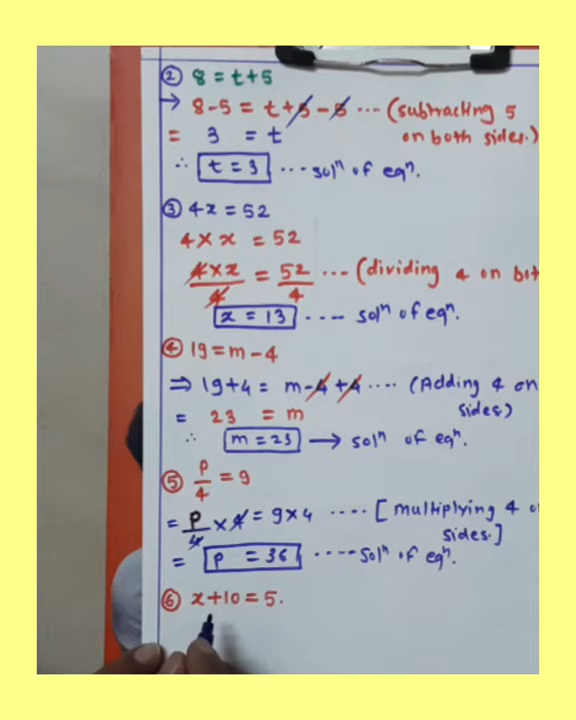 ② 8 = t+5
→ 8-5 = t+5-5 ... (subtracting 5
= 3 = t on both sides.)
∴ t = 3 ... solⁿ of eqⁿ.
③ 4x = 52
4 × x = 52
4×x/4 = 52/4 ... (dividing 4 on bot
x = 13 .... solⁿ of eqⁿ.
④ 19 = m-4
⇒ 19+4 = m-4+4 .... (Adding 4 on
= 23 = m sides)
∴ m = 23 → solⁿ of eqⁿ.
⑤ p/4 = 9
= p/4 × 4 = 9×4 .... [multiplying 4 o
sides.]
= p = 36 .... solⁿ of eqⁿ.
⑥ x+10 = 5.